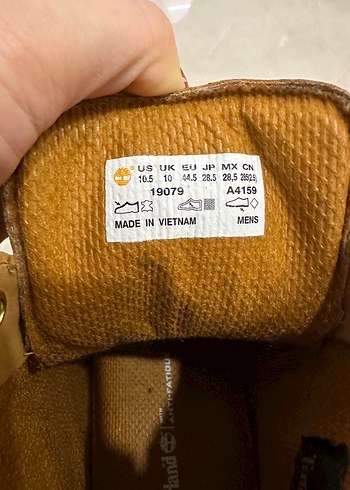 US UK EU JP MX CN
10.5 10 44.5 28.5 28,5 285(2.5)
19079 A4159
MADE IN VIETNAM MENS